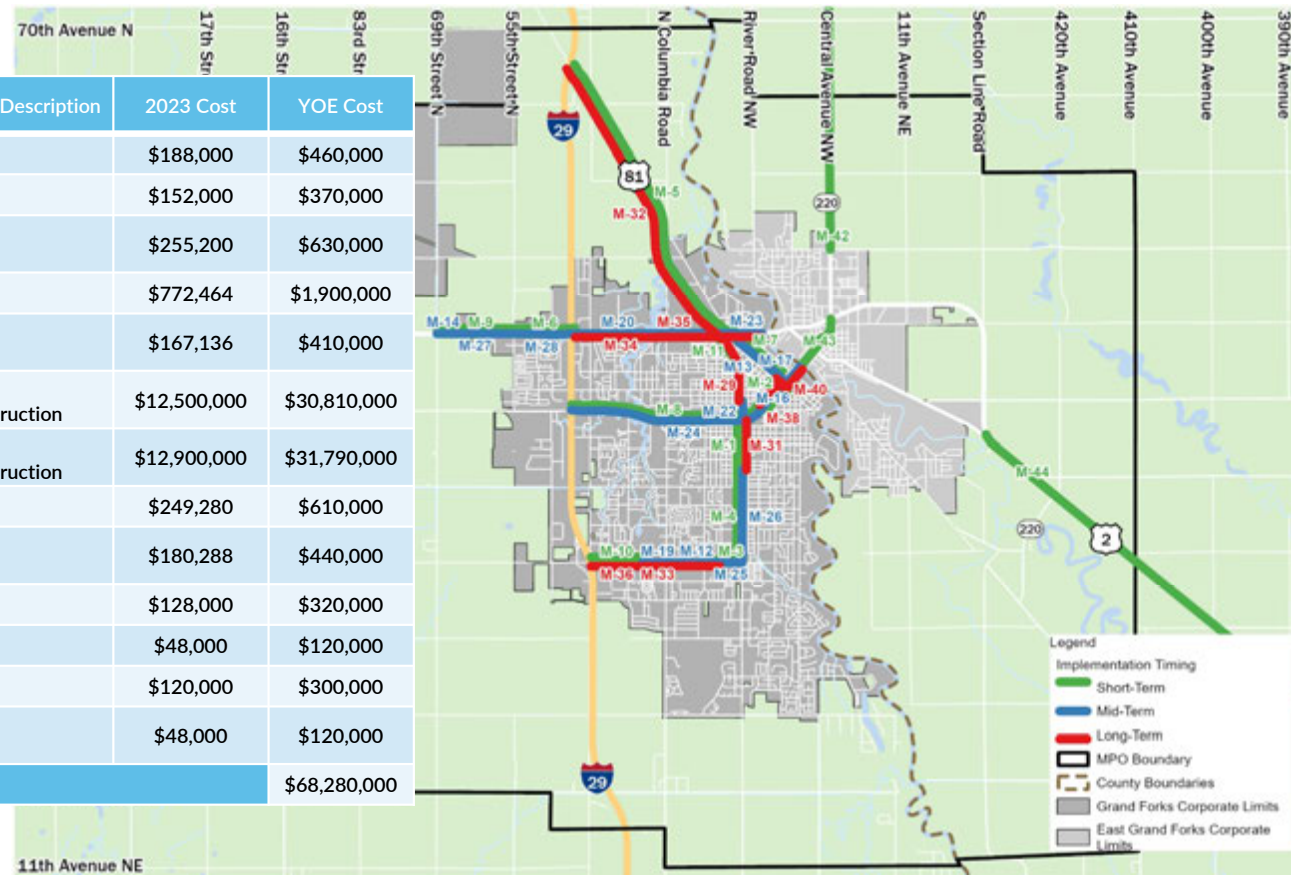 70th Avenue N
17th Str
16th Str
83rd Str
69th Street N
55th Street N
N Columbia Road
River Road NW
Central Avenue NW
11th Avenue NE
Section Line Road
420th Avenue
410th Avenue
400th Avenue
390th Avenue
Description 2023 Cost YOE Cost
$188,000 $460,000
$152,000 $370,000
$255,200 $630,000
$772,464 $1,900,000
$167,136 $410,000
ruction $12,500,000 $30,810,000
ruction $12,900,000 $31,790,000
$249,280 $610,000
$180,288 $440,000
$128,000 $320,000
$48,000 $120,000
$120,000 $300,000
$48,000 $120,000
$68,280,000
29
81
M-5
M-32
220
M-42
M-14 M-9 M-6 M-20 M-35 M-23
M-27 M-28 M-34 M-11 M-7 M-43
M13 M-17
M-29 M-2 M-40
M-16
M-8 M-22 M-38
M-24 M-1 M-31
M-44
M-4 M-26
220
2
M-10 M-19 M-12 M-3
M-36 M-33 M-25
29
Legend
Implementation Timing
Short-Term
Mid-Term
Long-Term
MPO Boundary
County Boundaries
Grand Forks Corporate Limits
East Grand Forks Corporate
Limits
11th Avenue NE